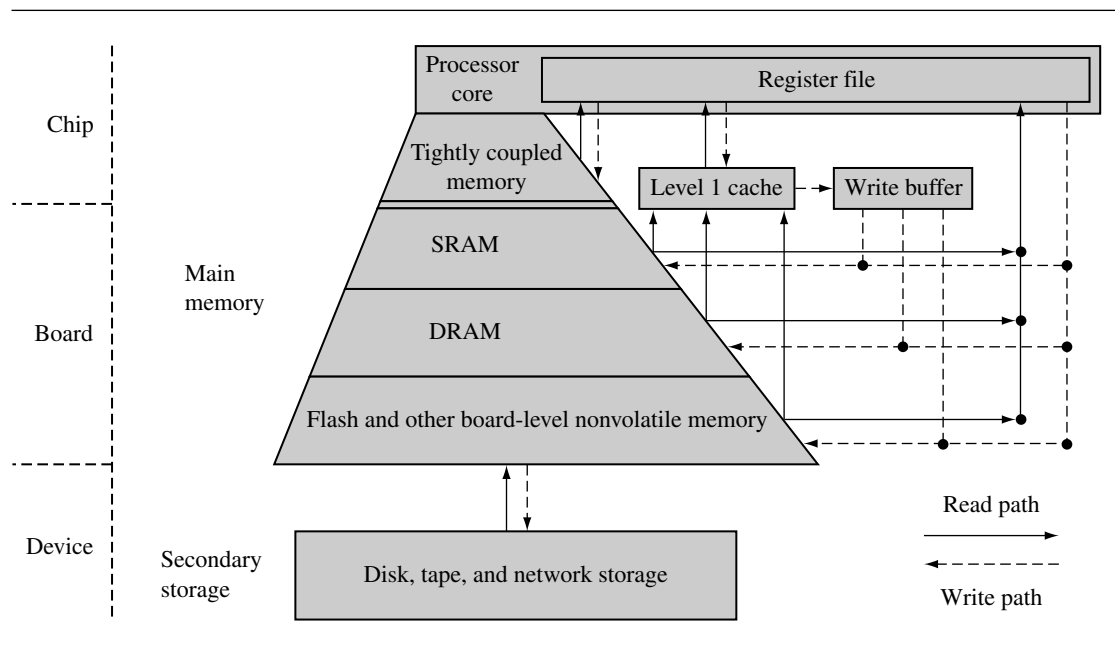 Processor
core
Register file
Chip
Tightly coupled
memory
Level 1 cache
Write buffer
SRAM
Main
memory
Board
DRAM
Flash and other board-level nonvolatile memory
Read path
Device
Secondary
storage
Disk, tape, and network storage
Write path